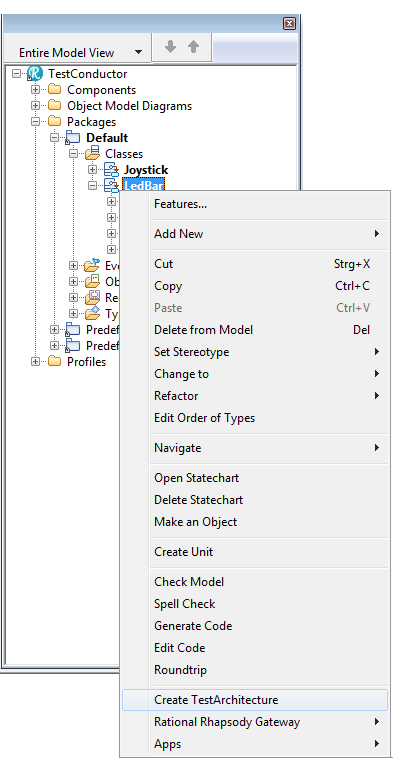 Entire Model View
TestConductor
Components
Object Model Diagrams
Packages
Default
Classes
Joystick
LedBar
Features...
Add New
Cut Strg+X
Copy Ctrl+C
Paste Ctrl+V
Delete from Model Del
Set Stereotype
Change to
Refactor
Edit Order of Types
Navigate
Open Statechart
Delete Statechart
Make an Object
Create Unit
Check Model
Spell Check
Generate Code
Edit Code
Roundtrip
Create TestArchitecture
Rational Rhapsody Gateway
Apps
Eve
Ob
Re
Ty
Predef
Predef
Profiles